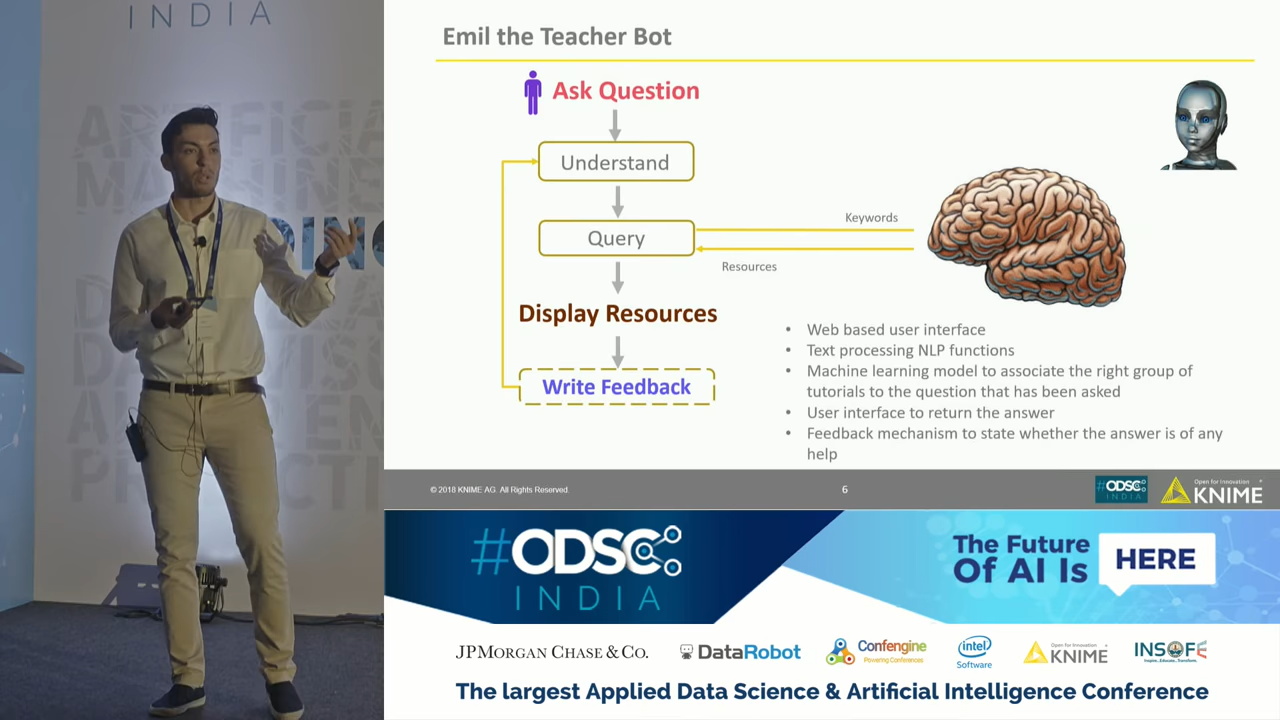 INDIA
Emil the Teacher Bot
Ask Question
Understand
Query
Keywords
Resources
Display Resources
Write Feedback
• Web based user interface
• Text processing NLP functions
• Machine learning model to associate the right group of
tutorials to the question that has been asked
• User interface to return the answer
• Feedback mechanism to state whether the answer is of any
help
© 2018 KNIME AG. All Rights Reserved.
6
#ODSC
INDIA
Open for Innovation
KNIME
#ODSC
INDIA
The Future
Of AI Is
HERE
JPMORGAN CHASE & CO.
DataRobot
Confengine
Powering Conferences
intel
Software
Open for Innovation
KNIME
INSOFE
Inspire...Educate...Transform.
The largest Applied Data Science & Artificial Intelligence Conference